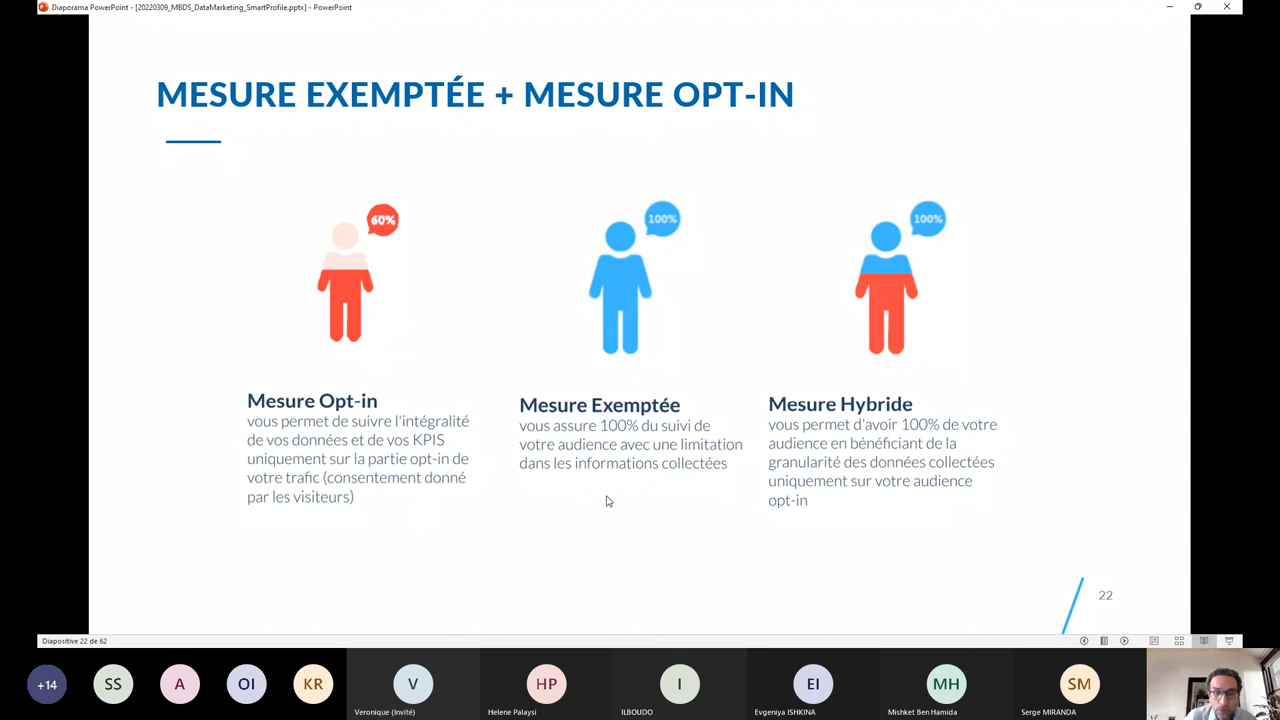 Diaporama PowerPoint - [20220309_MBDS_DataMarketing_SmartProfile.pptx] - PowerPoint
MESURE EXEMPTÉE + MESURE OPT-IN
60%
100%
100%
Mesure Opt-in
vous permet de suivre l'intégralité
de vos données et de vos KPIS
uniquement sur la partie opt-in de
votre trafic (consentement donné
par les visiteurs)
Mesure Exemptée
vous assure 100% du suivi de
votre audience avec une limitation
dans les informations collectées
Mesure Hybride
vous permet d'avoir 100% de votre
audience en bénéficiant de la
granularité des données collectées
uniquement sur votre audience
opt-in
22
Diapositive 22 de 62
+14
SS
A
OI
KR
V
Veronique (Invité)
HP
Helene Palaysi
I
ILBOUDO
EI
Evgeniya ISHKINA
MH
Mishket Ben Hamida
SM
Serge MIRANDA